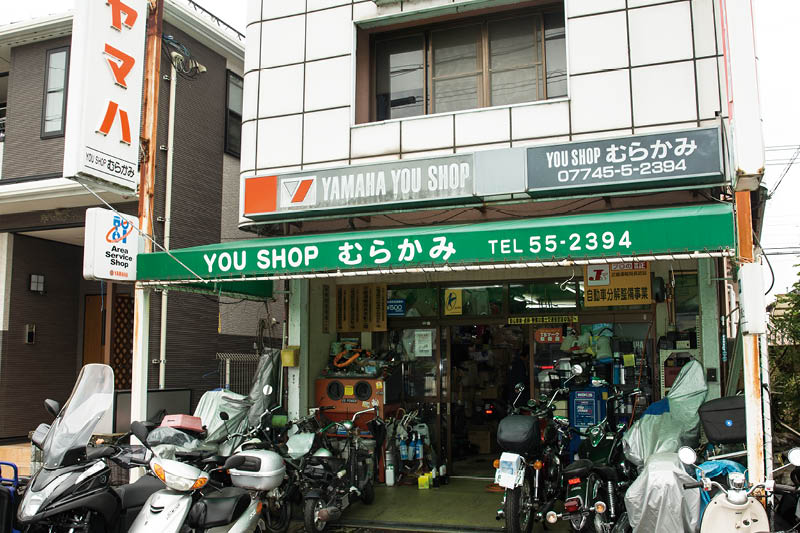 ヤマハ
YOU SHOP むらかみ
Area
Service
Shop
YAMAHA
YAMAHA YOU SHOP
YOU SHOP むらかみ
07745-5-2394
YOU SHOP むらかみ TEL 55-2394
自動車分解整備事業